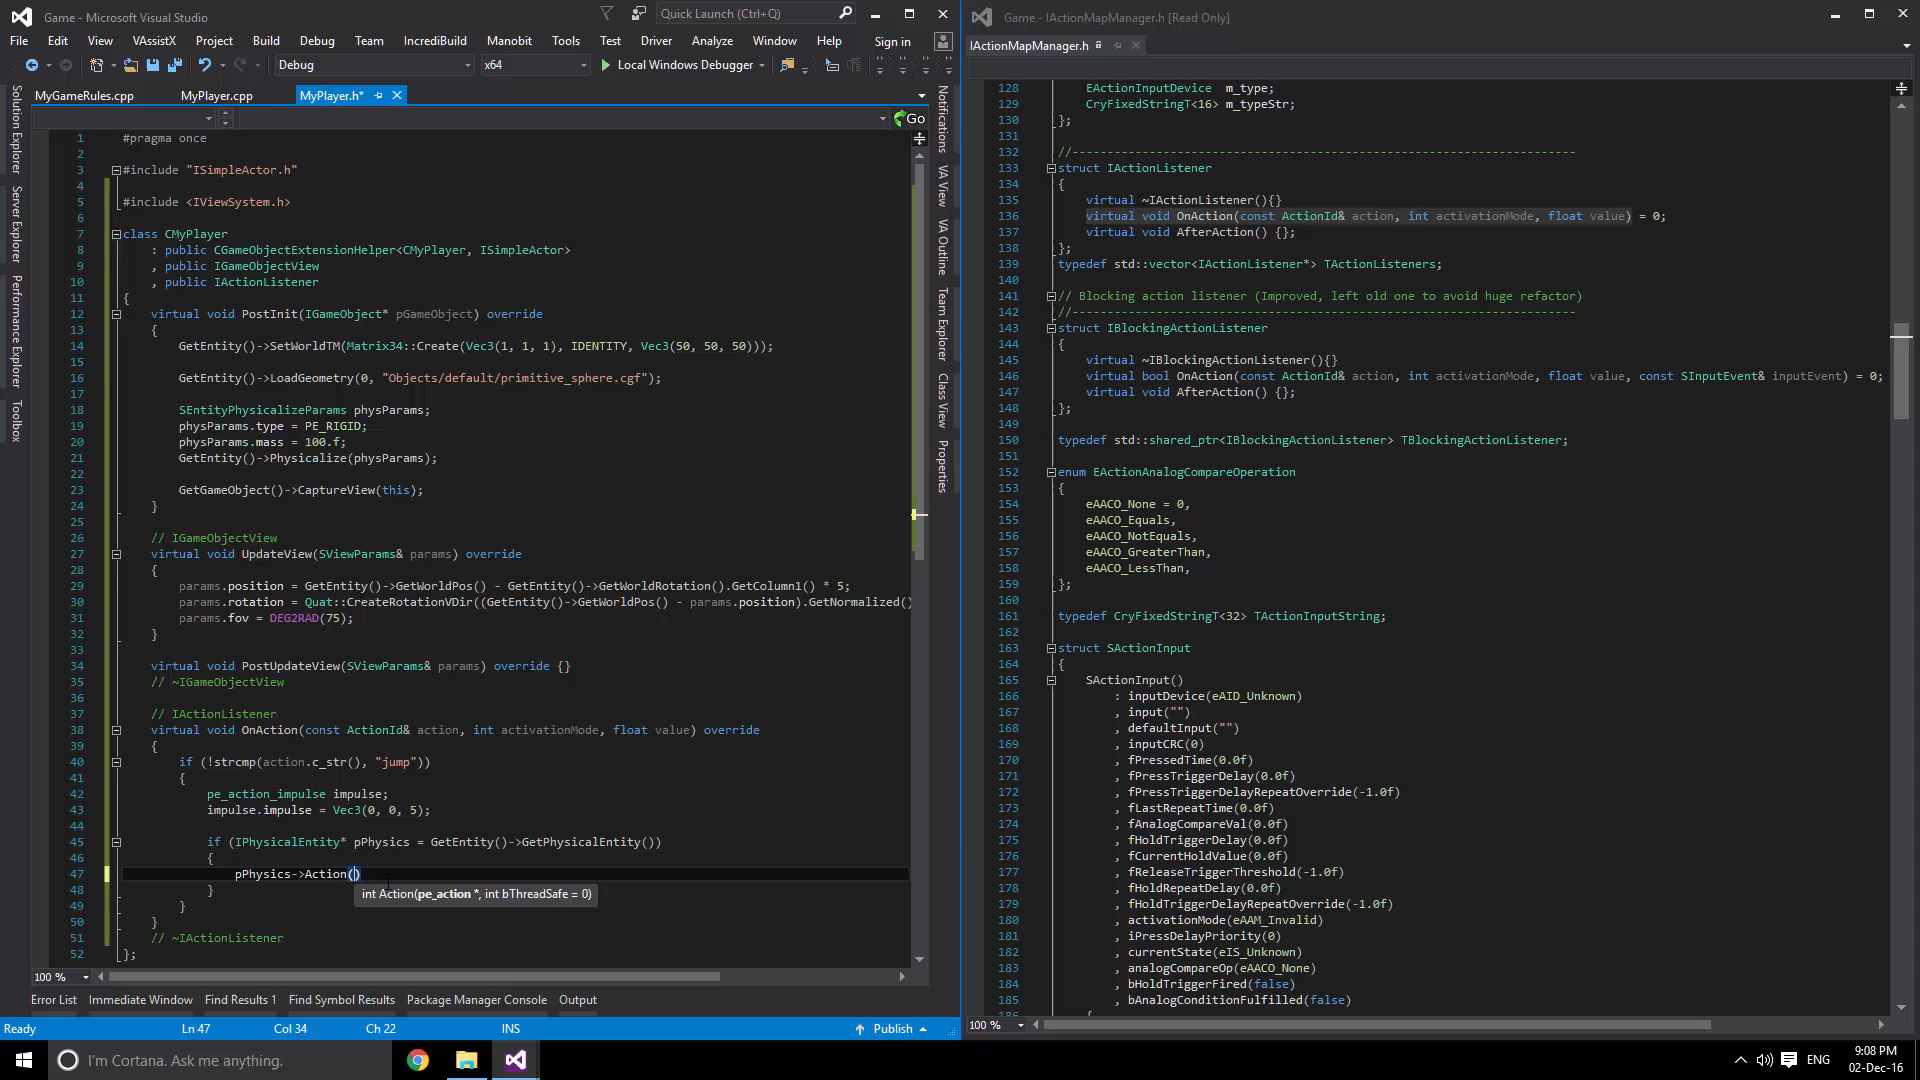 Game - Microsoft Visual Studio
Quick Launch (Ctrl+Q)
File Edit View VAssistX Project Build Debug Team IncrediBuild Manobit Tools Test Driver Analyze Window Help Sign in
Debug x64 Local Windows Debugger
MyGameRules.cpp MyPlayer.cpp MyPlayer.h*
Go
Solution Explorer
Server Explorer
Performance Explorer
Toolbox
1 #pragma once
2
3 #include "ISimpleActor.h"
4
5 #include <IViewSystem.h>
6
7 class CMyPlayer
8 : public CGameObjectExtensionHelper<CMyPlayer, ISimpleActor>
9 , public IGameObjectView
10 , public IActionListener
11 {
12 virtual void PostInit(IGameObject* pGameObject) override
13 {
14 GetEntity()->SetWorldTM(Matrix34::Create(Vec3(1, 1, 1), IDENTITY, Vec3(50, 50, 50)));
15
16 GetEntity()->LoadGeometry(0, "Objects/default/primitive_sphere.cgf");
17
18 SEntityPhysicalizeParams physParams;
19 physParams.type = PE_RIGID;
20 physParams.mass = 100.f;
21 GetEntity()->Physicalize(physParams);
22
23 GetGameObject()->CaptureView(this);
24 }
25
26 // IGameObjectView
27 virtual void UpdateView(SViewParams& params) override
28 {
29 params.position = GetEntity()->GetWorldPos() - GetEntity()->GetWorldRotation().GetColumn1() * 5;
30 params.rotation = Quat::CreateRotationVDir((GetEntity()->GetWorldPos() - params.position).GetNormalized()
31 params.fov = DEG2RAD(75);
32 }
33
34 virtual void PostUpdateView(SViewParams& params) override {}
35 // ~IGameObjectView
36
37 // IActionListener
38 virtual void OnAction(const ActionId& action, int activationMode, float value) override
39 {
40 if (!strcmp(action.c_str(), "jump"))
41 {
42 pe_action_impulse impulse;
43 impulse.impulse = Vec3(0, 0, 5);
44
45 if (IPhysicalEntity* pPhysics = GetEntity()->GetPhysicalEntity())
46 {
47 pPhysics->Action()
int Action(pe_action *, int bThreadSafe = 0)
48 }
49 }
50 }
51 // ~IActionListener
52 };
100 %
Notifications
VA View
VA Outline
Team Explorer
Class View
Properties
Error List Immediate Window Find Results 1 Find Symbol Results Package Manager Console Output
Ready Ln 47 Col 34 Ch 22 INS Publish
Game - IActionMapManager.h [Read Only]
IActionMapManager.h
128 EActionInputDevice m_type;
129 CryFixedStringT<16> m_typeStr;
130 };
131
132 //------------------------------------------------------------------------
133 struct IActionListener
134 {
135 virtual ~IActionListener(){}
136 virtual void OnAction(const ActionId& action, int activationMode, float value) = 0;
137 virtual void AfterAction() {};
138 };
139 typedef std::vector<IActionListener*> TActionListeners;
140
141 // Blocking action listener (Improved, left old one to avoid huge refactor)
142 //------------------------------------------------------------------------
143 struct IBlockingActionListener
144 {
145 virtual ~IBlockingActionListener(){}
146 virtual bool OnAction(const ActionId& action, int activationMode, float value, const SInputEvent& inputEvent) = 0;
147 virtual void AfterAction() {};
148 };
149
150 typedef std::shared_ptr<IBlockingActionListener> TBlockingActionListener;
151
152 enum EActionAnalogCompareOperation
153 {
154 eAACO_None = 0,
155 eAACO_Equals,
156 eAACO_NotEquals,
157 eAACO_GreaterThan,
158 eAACO_LessThan,
159 };
160
161 typedef CryFixedStringT<32> TActionInputString;
162
163 struct SActionInput
164 {
165 SActionInput()
166 : inputDevice(eAID_Unknown)
167 , input("")
168 , defaultInput("")
169 , inputCRC(0)
170 , fPressedTime(0.0f)
171 , fPressTriggerDelay(0.0f)
172 , fPressTriggerDelayRepeatOverride(-1.0f)
173 , fLastRepeatTime(0.0f)
174 , fAnalogCompareVal(0.0f)
175 , fHoldTriggerDelay(0.0f)
176 , fCurrentHoldValue(0.0f)
177 , fReleaseTriggerThreshold(-1.0f)
178 , fHoldRepeatDelay(0.0f)
179 , fHoldTriggerDelayRepeatOverride(-1.0f)
180 , activationMode(eAAM_Invalid)
181 , iPressDelayPriority(0)
182 , currentState(eIS_Unknown)
183 , analogCompareOp(eAACO_None)
184 , bHoldTriggerFired(false)
185 , bAnalogConditionFulfilled(false)
186 {
100 %
I'm Cortana. Ask me anything.
ENG
9:08 PM
02-Dec-16